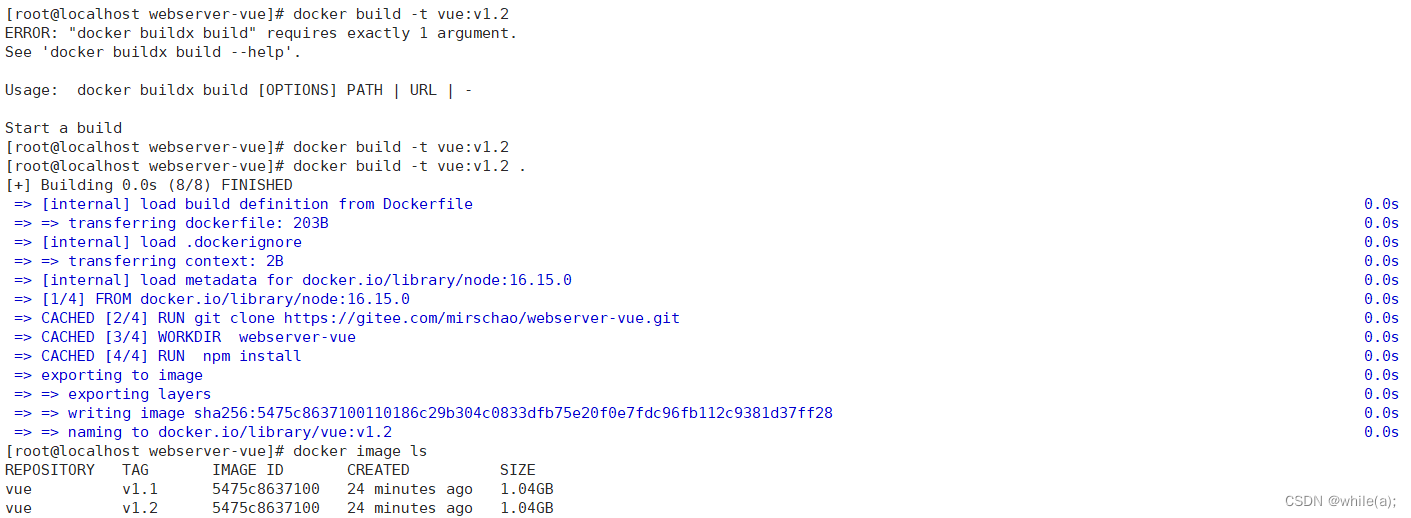 [root@localhost webserver-vue]# docker build -t vue:v1.2
ERROR: "docker buildx build" requires exactly 1 argument.
See 'docker buildx build --help'.
Usage:  docker buildx build [OPTIONS] PATH | URL | -
Start a build
[root@localhost webserver-vue]# docker build -t vue:v1.2
[root@localhost webserver-vue]# docker build -t vue:v1.2 .
[+] Building 0.0s (8/8) FINISHED
=> [internal] load build definition from Dockerfile 0.0s
=> => transferring dockerfile: 203B 0.0s
=> [internal] load .dockerignore 0.0s
=> => transferring context: 2B 0.0s
=> [internal] load metadata for docker.io/library/node:16.15.0 0.0s
=> [1/4] FROM docker.io/library/node:16.15.0 0.0s
=> CACHED [2/4] RUN git clone https://gitee.com/mirschao/webserver-vue.git 0.0s
=> CACHED [3/4] WORKDIR  webserver-vue 0.0s
=> CACHED [4/4] RUN  npm install 0.0s
=> exporting to image 0.0s
=> => exporting layers 0.0s
=> => writing image sha256:5475c8637100110186c29b304c0833dfb75e20f0e7fdc96fb112c9381d37ff28 0.0s
=> => naming to docker.io/library/vue:v1.2 0.0s
[root@localhost webserver-vue]# docker image ls
REPOSITORY   TAG       IMAGE ID       CREATED          SIZE
vue          v1.1      5475c8637100   24 minutes ago   1.04GB
vue          v1.2      5475c8637100   24 minutes ago   1.04GB
CSDN @while(a);